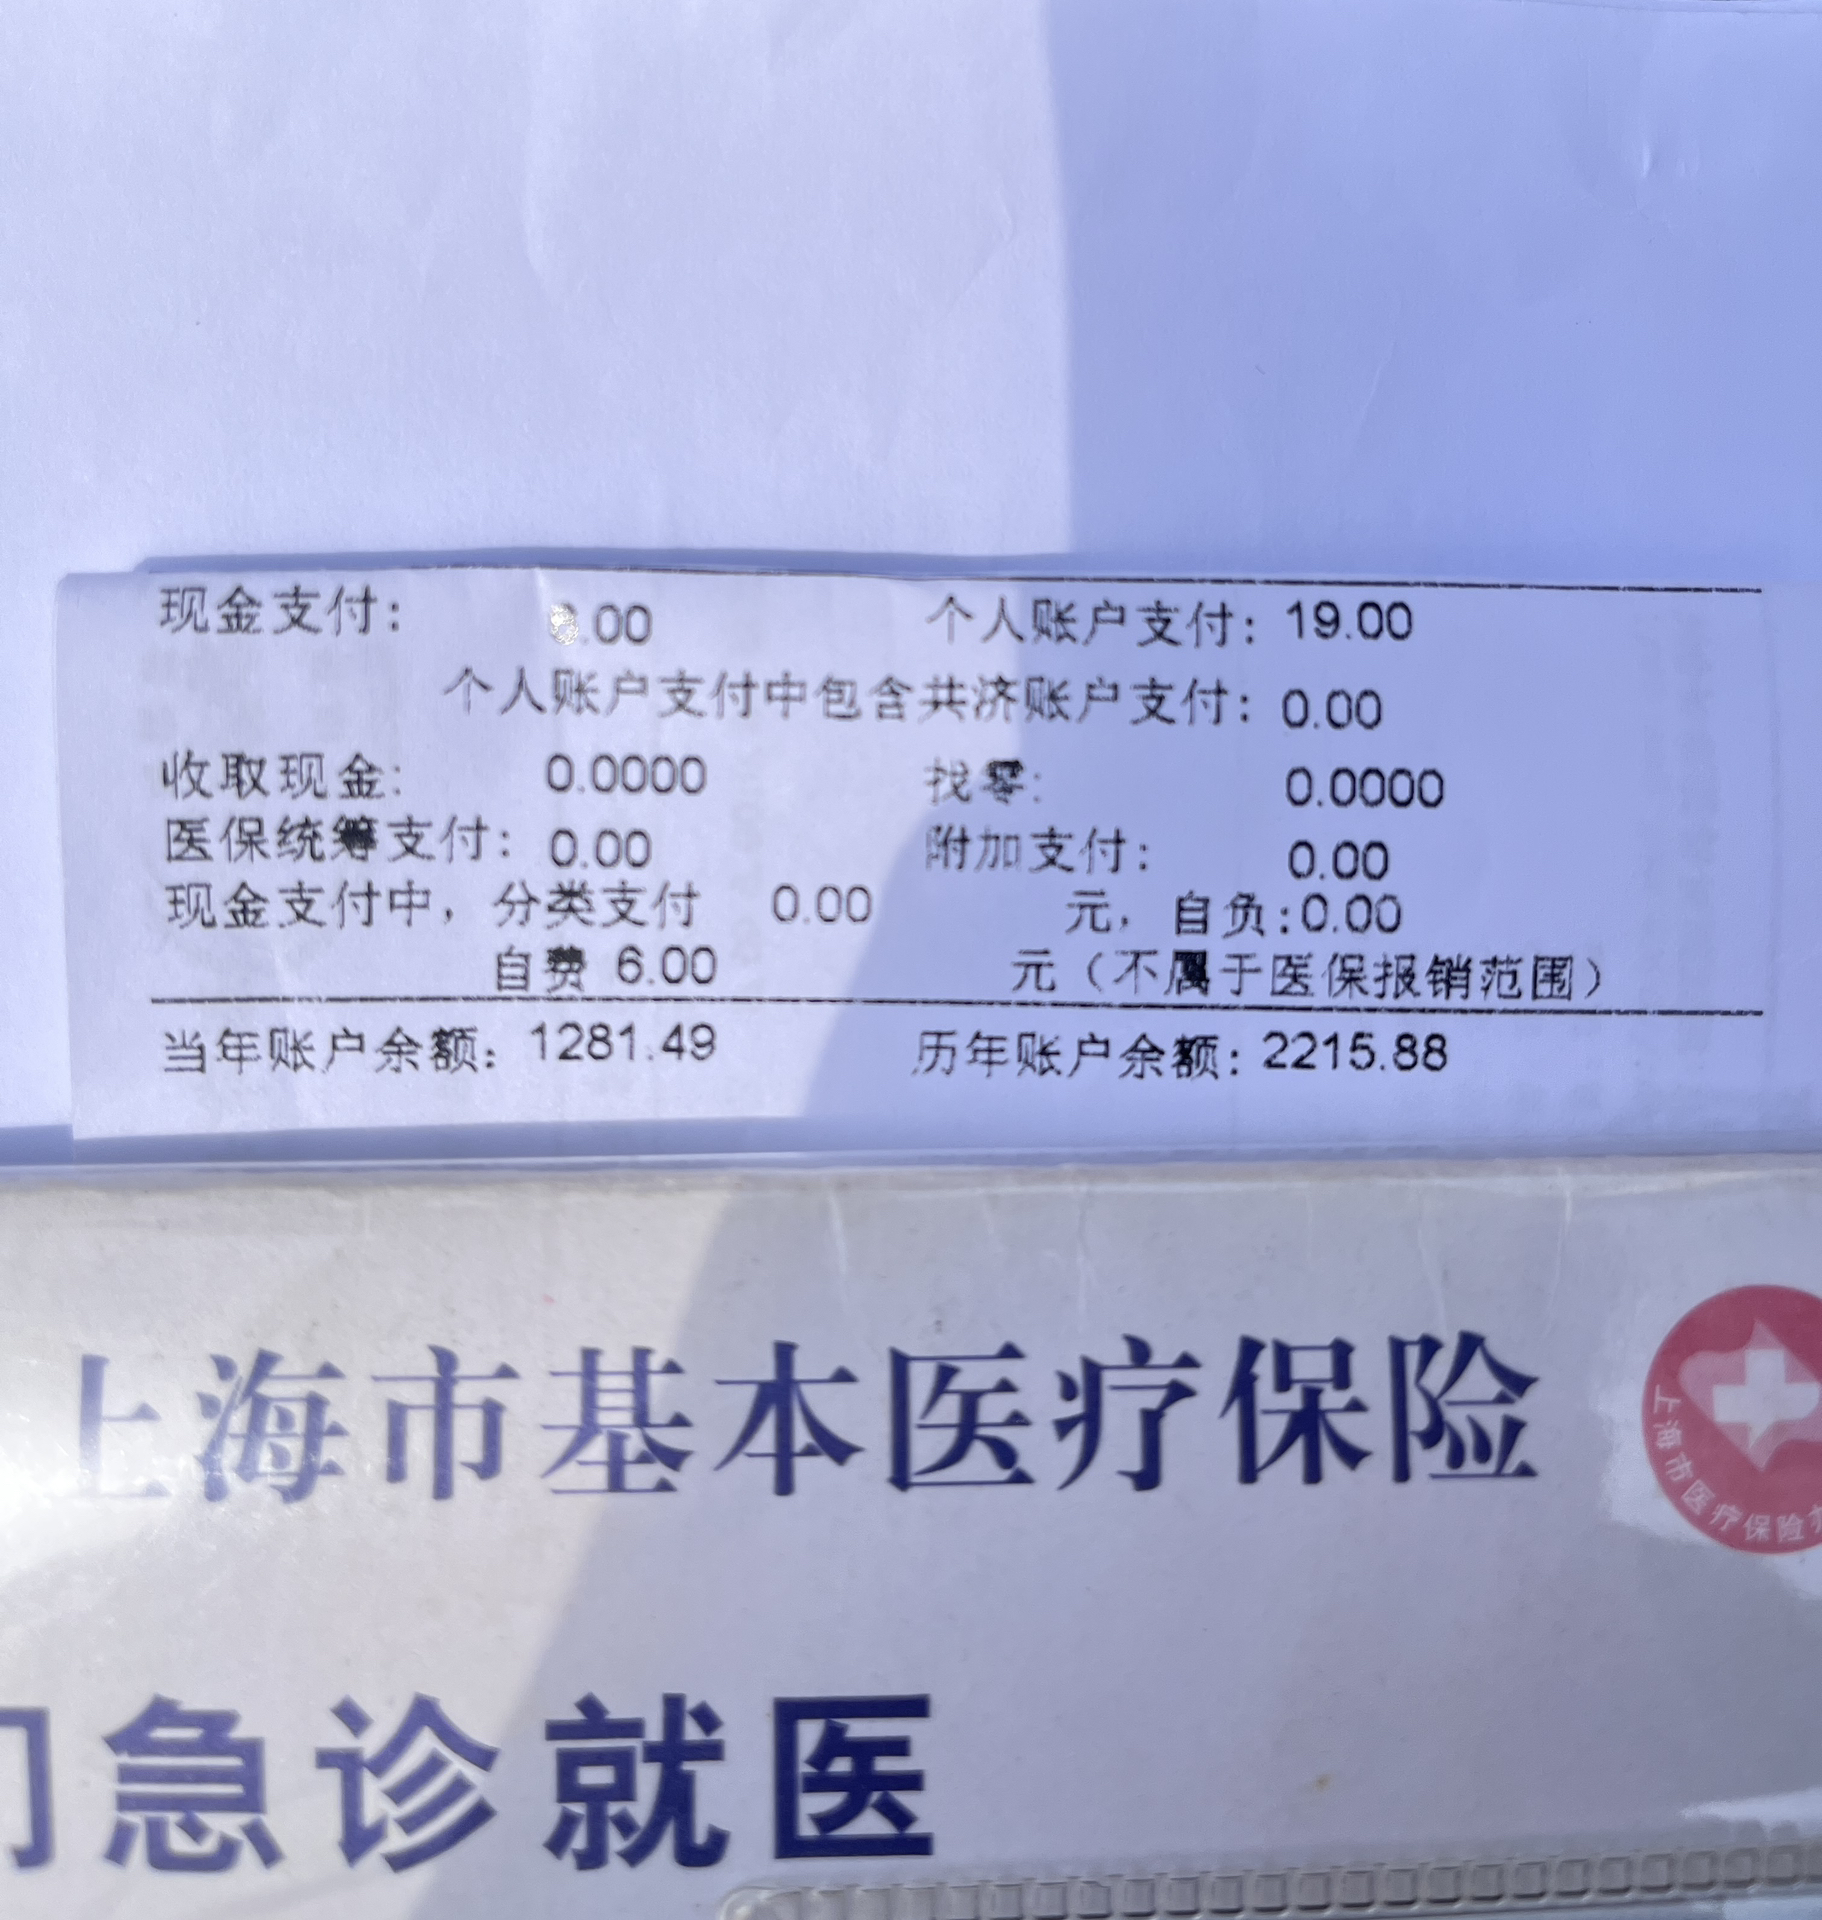 现金支付： .00 个人账户支付：19.00
个人账户支付中包含共济账户支付：0.00
收取现金: 0.0000 找零: 0.0000
医保统筹支付：0.00 附加支付：0.00
现金支付中，分类支付 0.00 元，自负:0.00
自费 6.00 元（不属于医保报销范围）
当年账户余额：1281.49 历年账户余额：2215.88
上海市基本医疗保险
上海市医疗保险
急诊就医